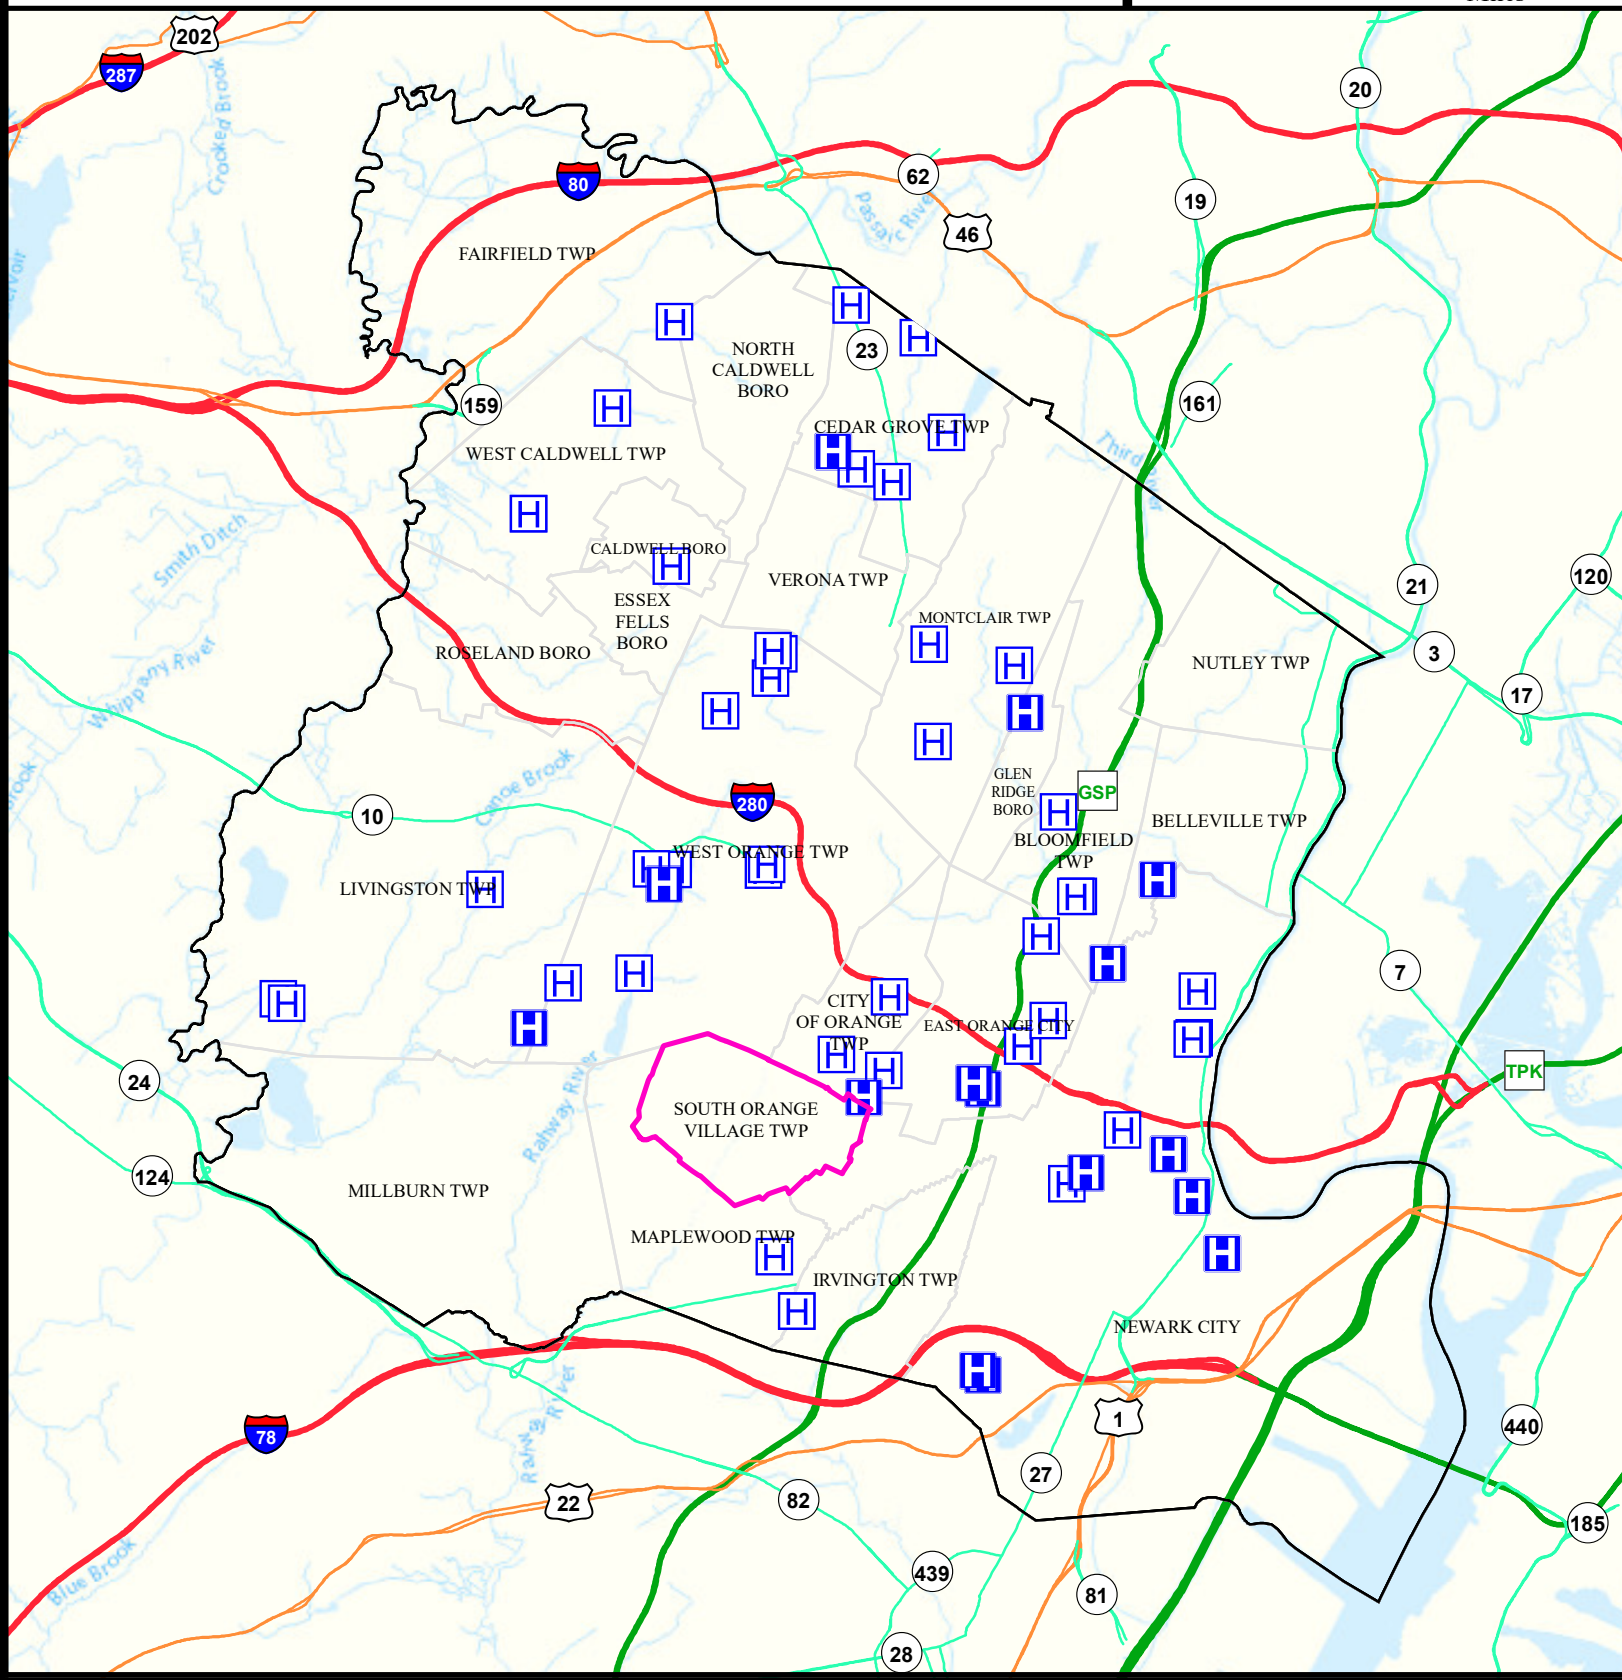 202
287
Crooked Brook
20
80
62
19
Passaic River
46
FAIRFIELD TWP
H
H
H
23
NORTH
CALDWELL
BORO
159
161
H
CEDAR GROVE TWP
H
Third River
WEST CALDWELL TWP
H
H
H
H
Smith Ditch
CALDWELL BORO
H
VERONA TWP
21
120
ESSEX
FELLS
BORO
MONTCLAIR TWP
H
ROSELAND BORO
H
H
H
NUTLEY TWP
3
Whippany River
17
H
H
H
Canoe Brook
GLEN
RIDGE
BORO
GSP
280
H
10
BELLEVILLE TWP
BLOOMFIELD
TWP
WEST ORANGE TWP
H
H
H
H
LIVINGSTON TWP
H
H
H
H
H
7
H
H
H
H
H
CITY
OF ORANGE
TWP
EAST ORANGE CITY
H
H
H
H
H
H
TPK
24
H
H
H
SOUTH ORANGE
VILLAGE TWP
Rahway River
H
H
124
H
H
H
MILLBURN TWP
MAPLEWOOD TWP
H
H
IRVINGTON TWP
H
NEWARK CITY
H
1
78
440
27
22
82
185
Blue Brook
439
81
28